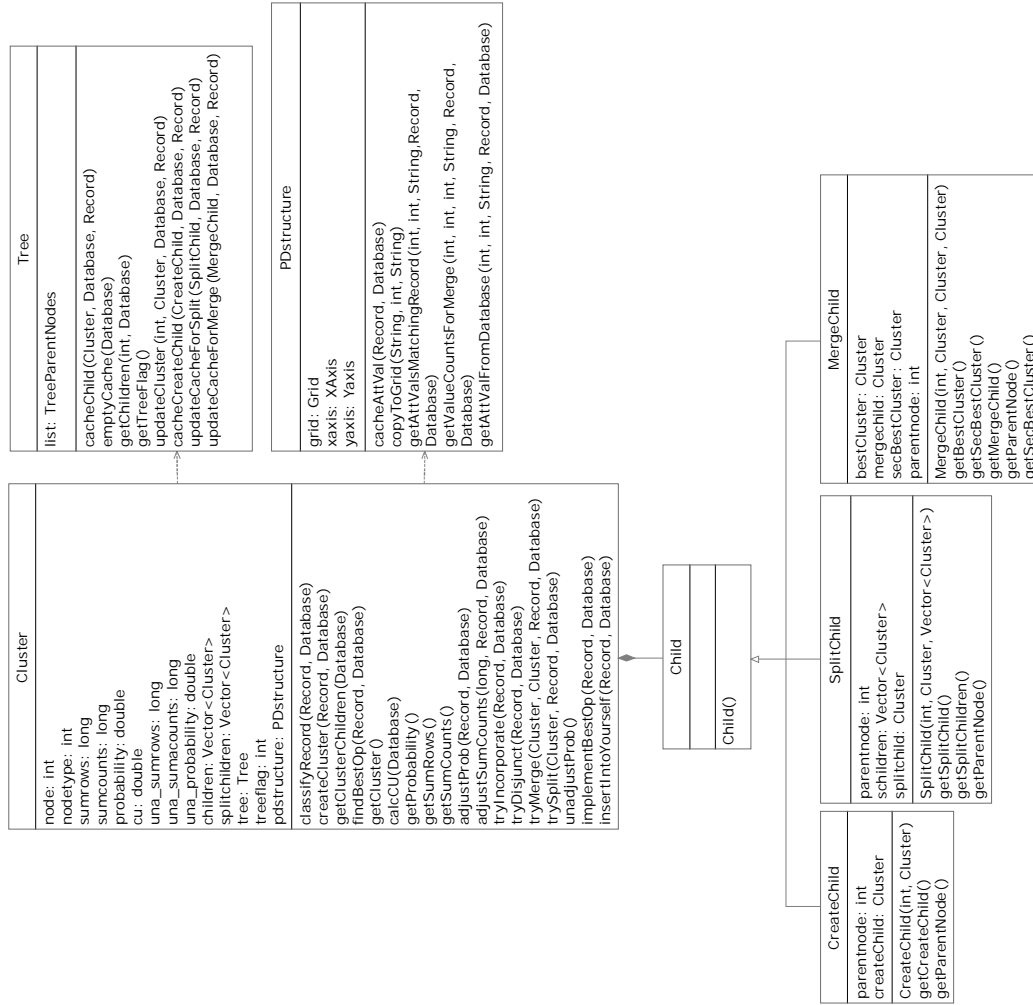 Cluster
node: int
nodetype: int
sumrows: long
sumcounts: long
probability: double
cu: double
una_sumrows: long
una_sumacounts: long
una_probability: double
children: Vector<Cluster>
splitchildren: Vector<Cluster>
tree: Tree
treeflag: int
pdstructure: PDstructure
classifyRecord(Record, Database)
createCluster(Record, Database)
getClusterChildren(Database)
findBestOp(Record, Database)
getCluster()
calcCU(Database)
getProbability()
getSumRows()
getSumCounts()
adjustProb(Record, Database)
adjustSumCounts(long, Record, Database)
tryIncorporate(Record, Database)
tryDisjunct(Record, Database)
tryMerge(Cluster, Cluster, Record, Database)
trySplit(Cluster, Record, Database)
unadjustProb()
implementBestOp(Record, Database)
insertIntoYourself(Record, Database)
Tree
list: TreeParentNodes
cacheChild(Cluster, Database, Record)
emptyCache(Database)
getChildren(int, Database)
getTreeFlag()
updateCluster(int, Cluster, Database, Record)
cacheCreateChild(CreateChild, Database, Record)
updateCacheForSplit(SplitChild, Database, Record)
updateCacheForMerge(MergeChild, Database, Record)
PDstructure
grid: Grid
xaxis: XAxis
yaxis: Yaxis
cacheAttVal(Record, Database)
copyToGrid(String, int, String)
getAttValsMatchingRecord(int, int, String,Record,
Database)
getValueCountsForMerge(int, int, int, String, Record,
Database)
getAttValFromDatabase(int, int, String, Record, Database)
Child
Child()
CreateChild
parentnode: int
createChild: Cluster
CreateChild(int, Cluster)
getCreateChild()
getParentNode()
SplitChild
parentnode: int
schildren: Vector<Cluster>
splitchild: Cluster
SplitChild(int, Cluster, Vector<Cluster>)
getSplitChild()
getSplitChildren()
getParentNode()
MergeChild
bestCluster: Cluster
mergechild: Cluster
secBestCluster: Cluster
parentnode: int
MergeChild(int, Cluster, Cluster, Cluster)
getBestCluster()
getSecBestCluster()
getMergeChild()
getParentNode()
getSecBestCluster()